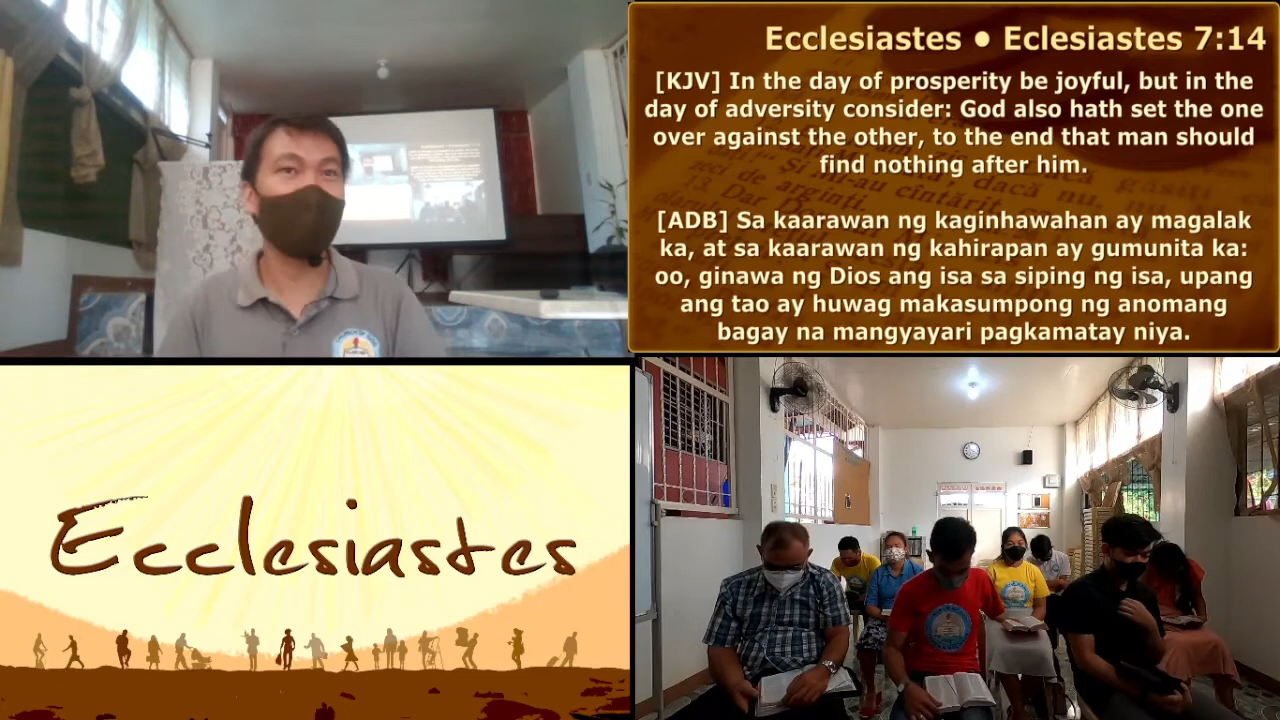 Ecclesiastes • Eclesiastes 7:14
[KJV] In the day of prosperity be joyful, but in the
day of adversity consider: God also hath set the one
over against the other, to the end that man should
find nothing after him.
[ADB] Sa kaarawan ng kaginhawahan ay magalak
ka, at sa kaarawan ng kahirapan ay gumunita ka:
oo, ginawa ng Dios ang isa sa siping ng isa, upang
ang tao ay huwag makasumpong ng anomang
bagay na mangyayari pagkamatay niya.
Ecclesiastes